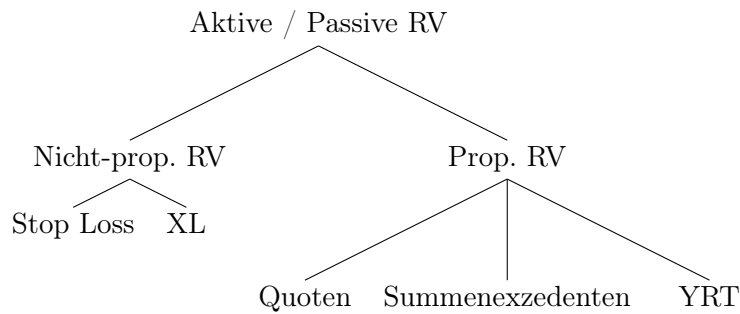 Aktive / Passive RV
Nicht-prop. RV
Prop. RV
Stop Loss
XL
Quoten
Summenexzedenten
YRT